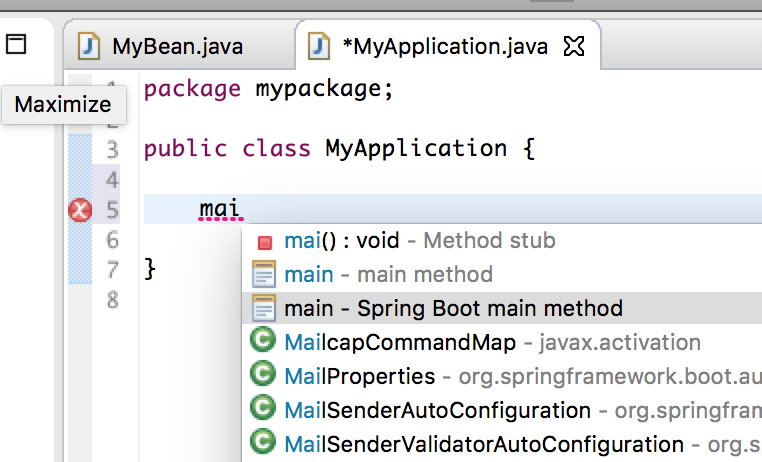 MyBean.java
*MyApplication.java
Maximize
1 package mypackage;
2
3 public class MyApplication {
4
5 mai
6
7 }
8
mai() : void - Method stub
main - main method
main - Spring Boot main method
MailcapCommandMap - javax.activation
MailProperties - org.springframework.boot.au
MailSenderAutoConfiguration - org.springfram
MailSenderValidatorAutoConfiguration - org.s